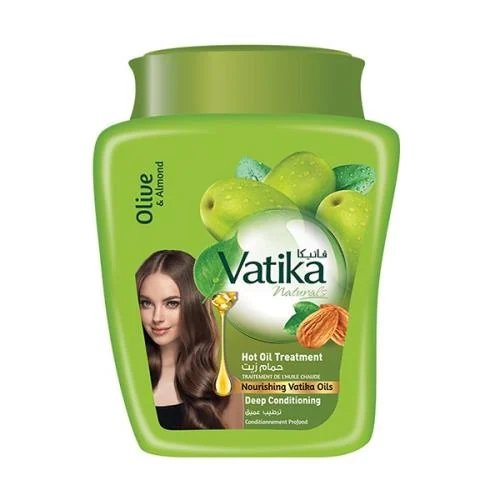 Olive
& Almond
فاتيكا
Vatika
Naturals
Hot Oil Treatment
حمام زيت
TRAITEMENT DE L'HUILE CHAUDE
Nourishing Vatika Oils
Deep Conditioning
ترطيب عميق
Conditionnement Profond